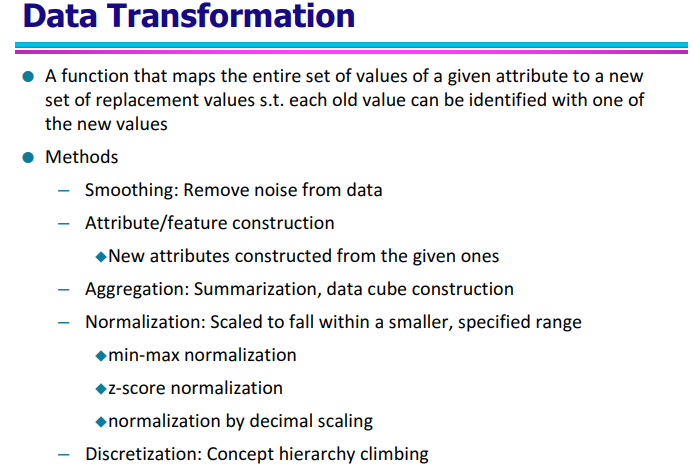 Data Transformation
● A function that maps the entire set of values of a given attribute to a new
set of replacement values s.t. each old value can be identified with one of
the new values
● Methods
– Smoothing: Remove noise from data
– Attribute/feature construction
◆New attributes constructed from the given ones
– Aggregation: Summarization, data cube construction
– Normalization: Scaled to fall within a smaller, specified range
◆min-max normalization
◆z-score normalization
◆normalization by decimal scaling
– Discretization: Concept hierarchy climbing